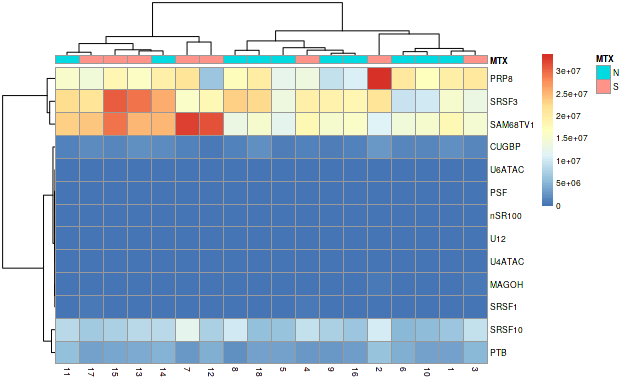 MTX
MTX
PRP8
N
S
3e+07
SRSF3
2.5e+07
SAM68TV1
2e+07
1.5e+07
CUGBP
1e+07
U6ATAC
5e+06
PSF
0
nSR100
U12
U4ATAC
MAGOH
SRSF1
SRSF10
PTB
11 17 15 13 14 7 12 8 18 5 4 9 16 2 6 10 1 3